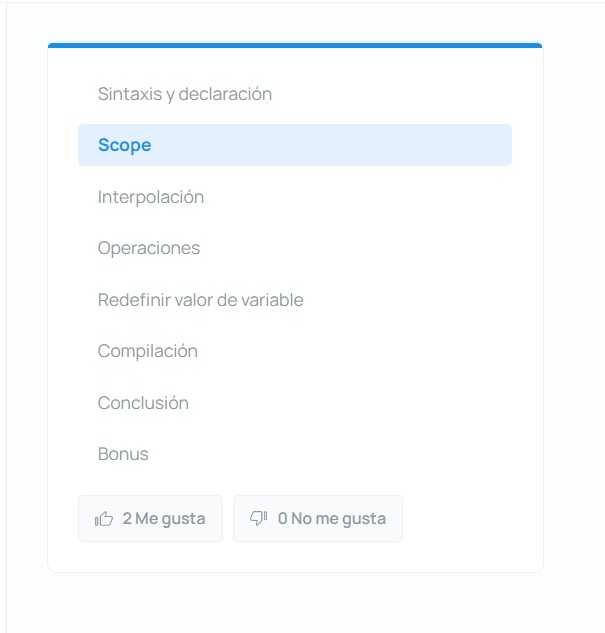 Sintaxis y declaración
Scope
Interpolación
Operaciones
Redefinir valor de variable
Compilación
Conclusión
Bonus
2 Me gusta 0 No me gusta